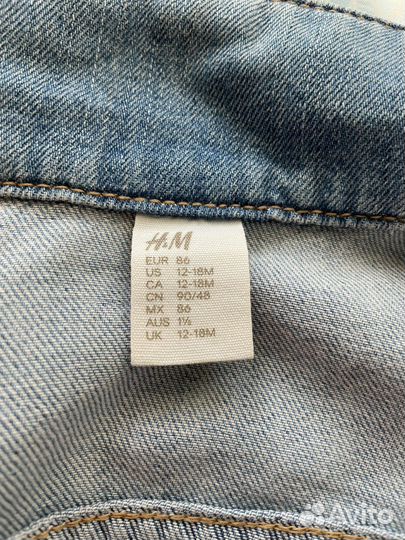 H&M
EUR 86
US 12-18M
CA 12-18M
CN 90/48
MX 86
AUS 1½
UK 12-18M
Avito